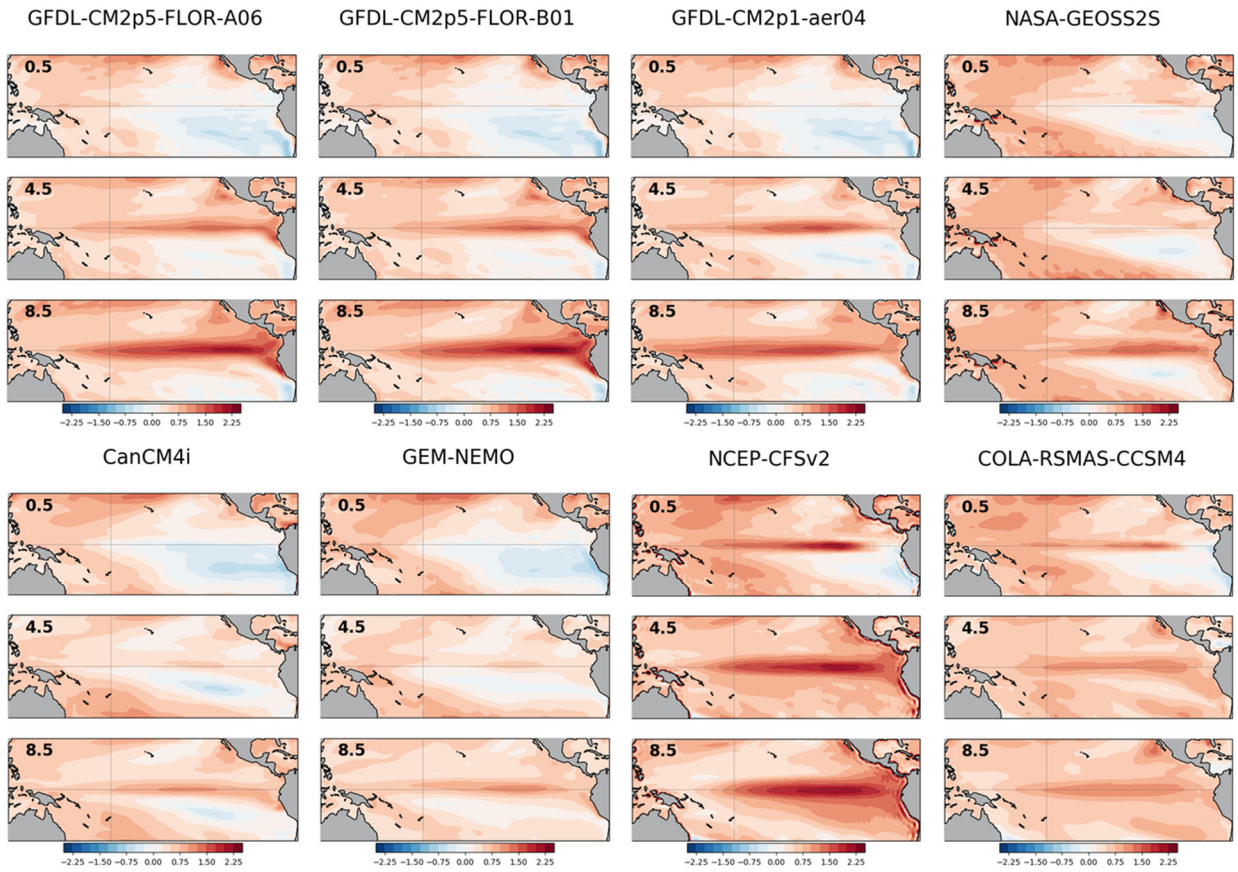 GFDL-CM2p5-FLOR-A06 GFDL-CM2p5-FLOR-B01 GFDL-CM2p1-aer04 NASA-GEOSS2S
0.5 0.5 0.5 0.5
4.5 4.5 4.5 4.5
8.5 8.5 8.5 8.5
−2.25 −1.50 −0.75 0.00 0.75 1.50 2.25 −2.25 −1.50 −0.75 0.00 0.75 1.50 2.25 −2.25 −1.50 −0.75 0.00 0.75 1.50 2.25 −2.25 −1.50 −0.75 0.00 0.75 1.50 2.25
CanCM4i GEM-NEMO NCEP-CFSv2 COLA-RSMAS-CCSM4
0.5 0.5 0.5 0.5
4.5 4.5 4.5 4.5
8.5 8.5 8.5 8.5
−2.25 −1.50 −0.75 0.00 0.75 1.50 2.25 −2.25 −1.50 −0.75 0.00 0.75 1.50 2.25 −2.25 −1.50 −0.75 0.00 0.75 1.50 2.25 −2.25 −1.50 −0.75 0.00 0.75 1.50 2.25